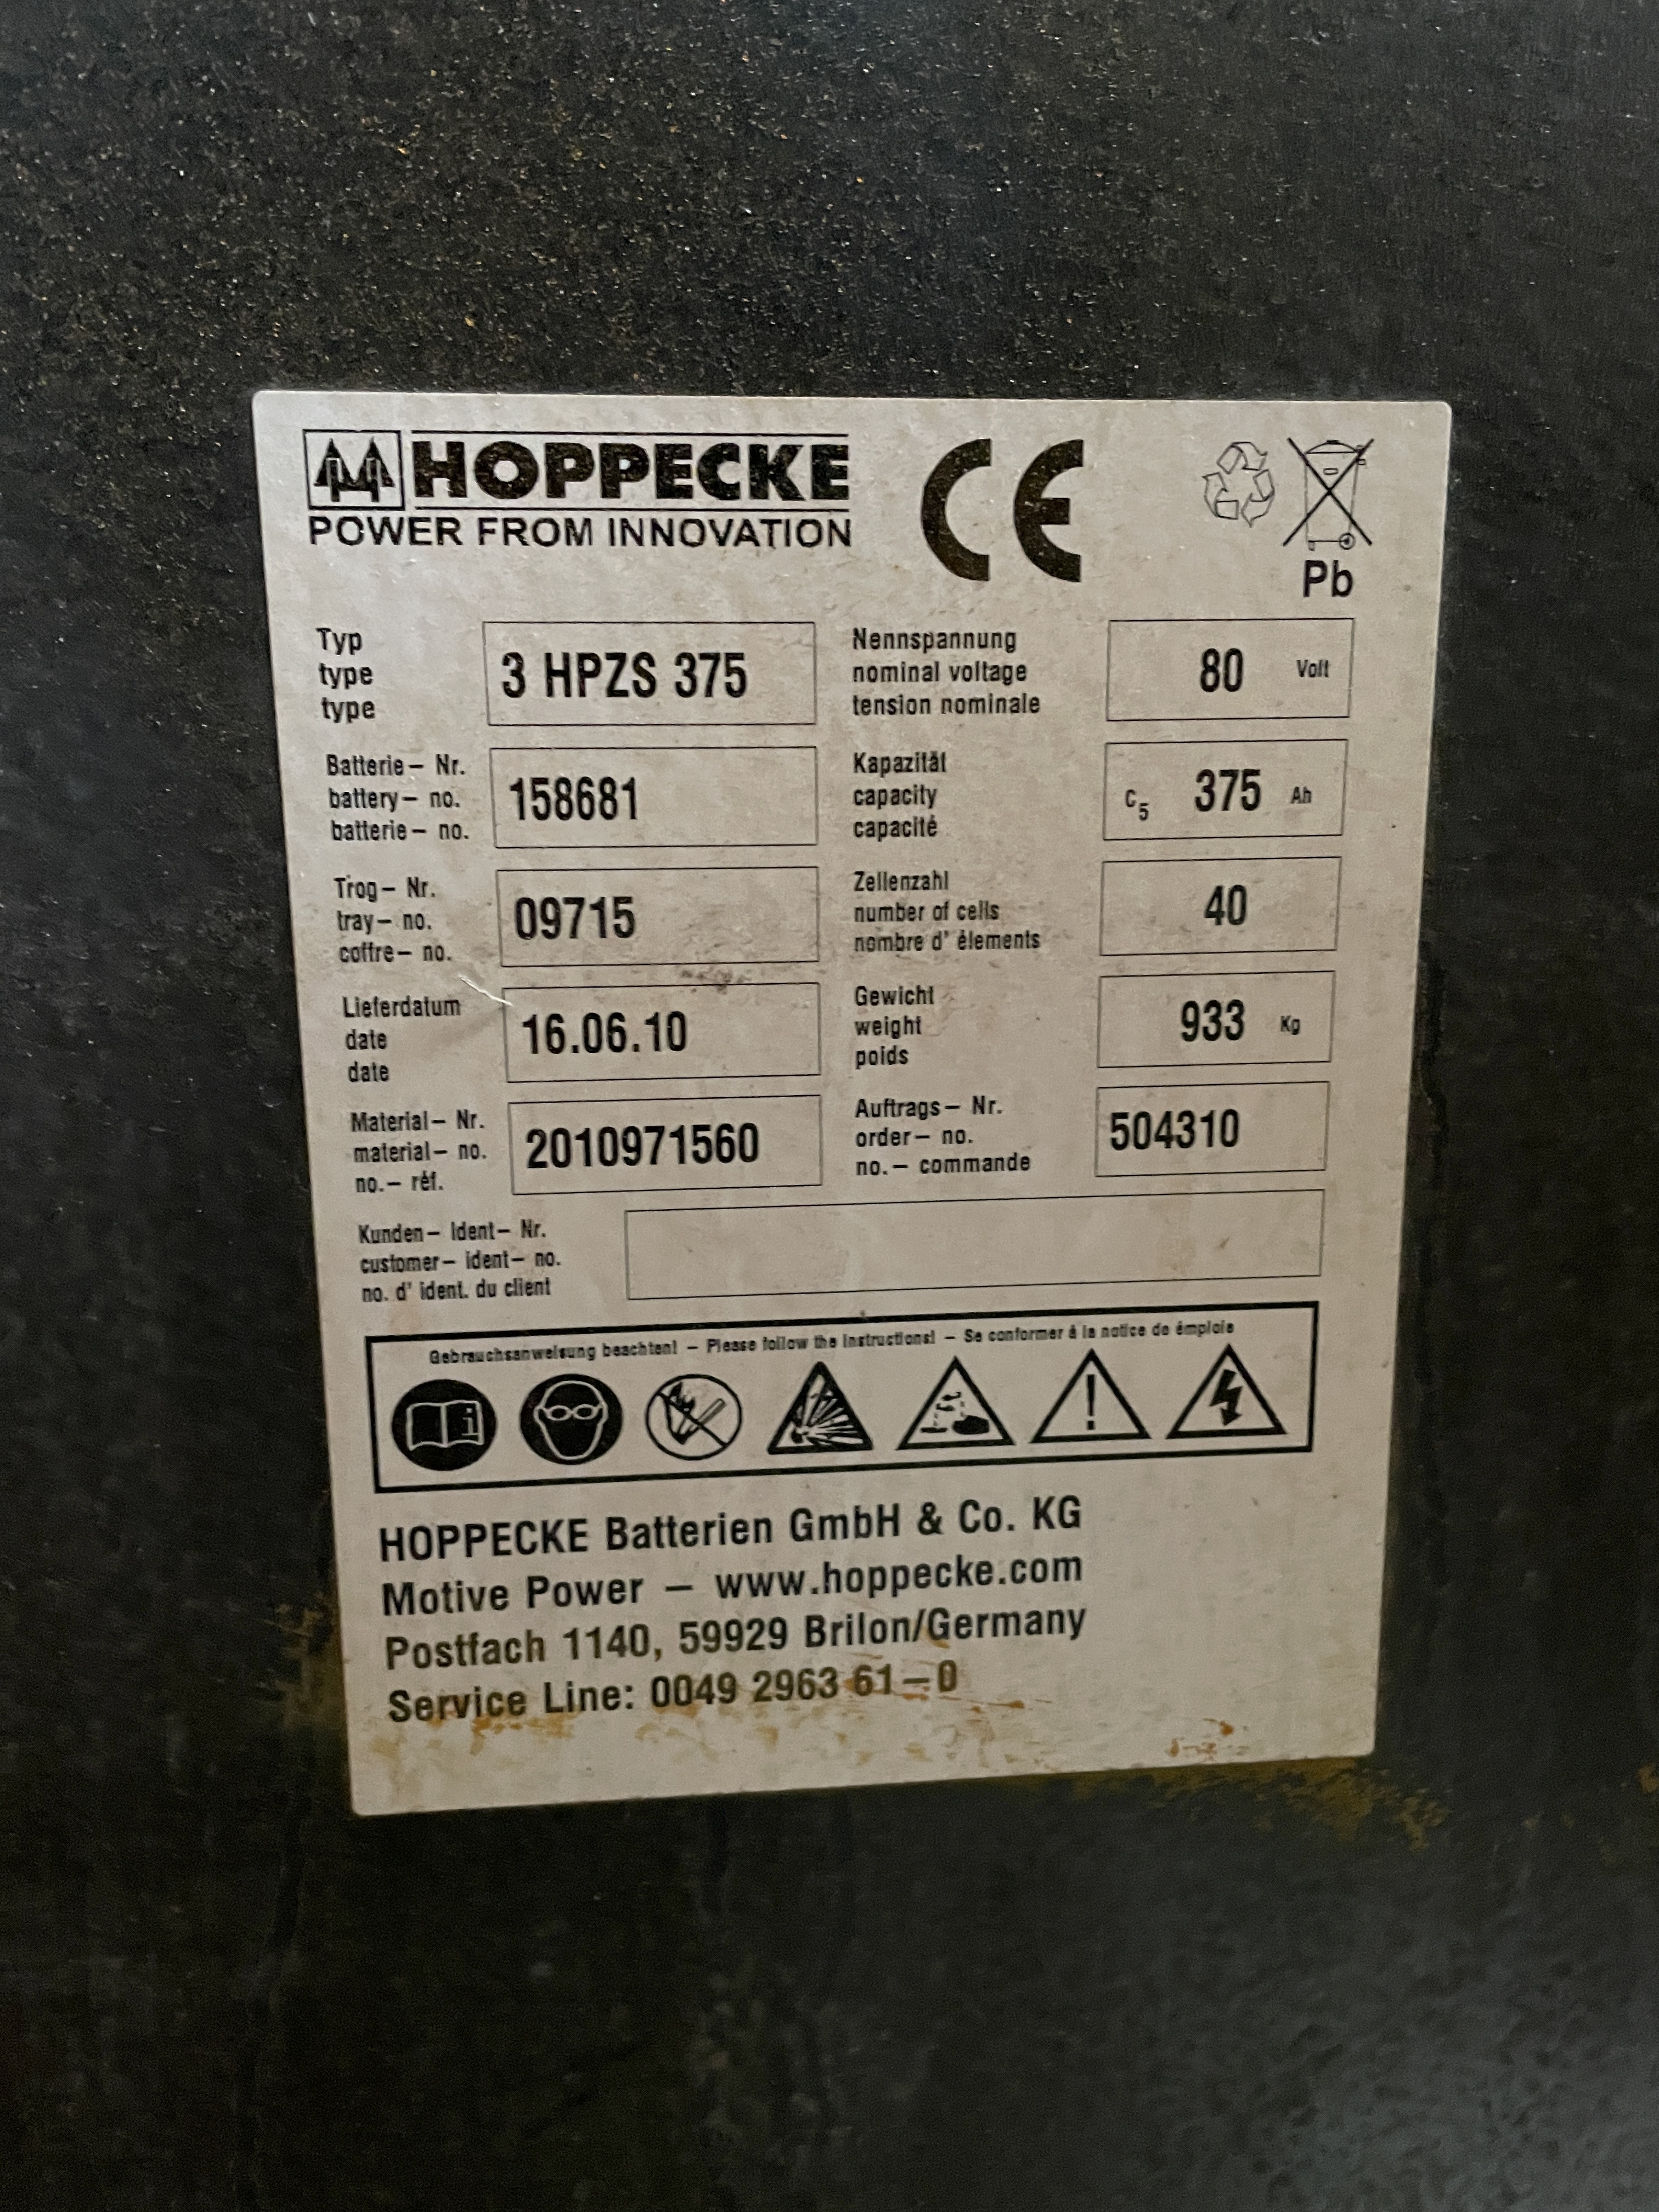 HOPPECKE
POWER FROM INNOVATION
CE
Pb
Typ
type
type
3 HPZS 375
Nennspannung
nominal voltage
tension nominale
80 Volt
Batterie– Nr.
battery– no.
batterie– no.
158681
Kapazität
capacity
capacité
C5 375 Ah
Trog– Nr.
tray– no.
coffre– no.
09715
Zellenzahl
number of cells
nombre d' élements
40
Lieferdatum
date
date
16.06.10
Gewicht
weight
poids
933 Kg
Material– Nr.
material– no.
no.– réf.
2010971560
Auftrags– Nr.
order– no.
no.– commande
504310
Kunden– Ident– Nr.
customer– ident– no.
no. d' ident. du client
Gebrauchsanweisung beachten! – Please follow the instructions! – Se conformer á la notice de émploie
HOPPECKE Batterien GmbH & Co. KG
Motive Power – www.hoppecke.com
Postfach 1140, 59929 Brilon/Germany
Service Line: 0049 2963 61–0